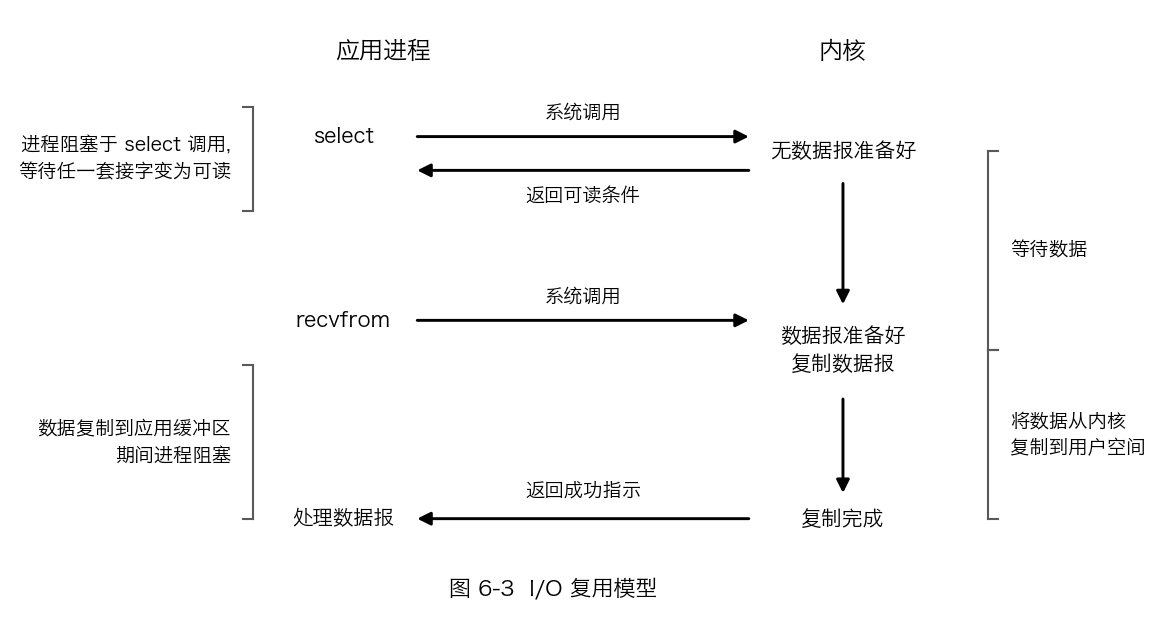 应用进程
内核
系统调用
select
进程阻塞于 select 调用,
等待任一套接字变为可读
无数据报准备好
返回可读条件
等待数据
系统调用
recvfrom
数据报准备好
复制数据报
数据复制到应用缓冲区
期间进程阻塞
将数据从内核
复制到用户空间
返回成功指示
处理数据报
复制完成
图 6-3 I/O 复用模型